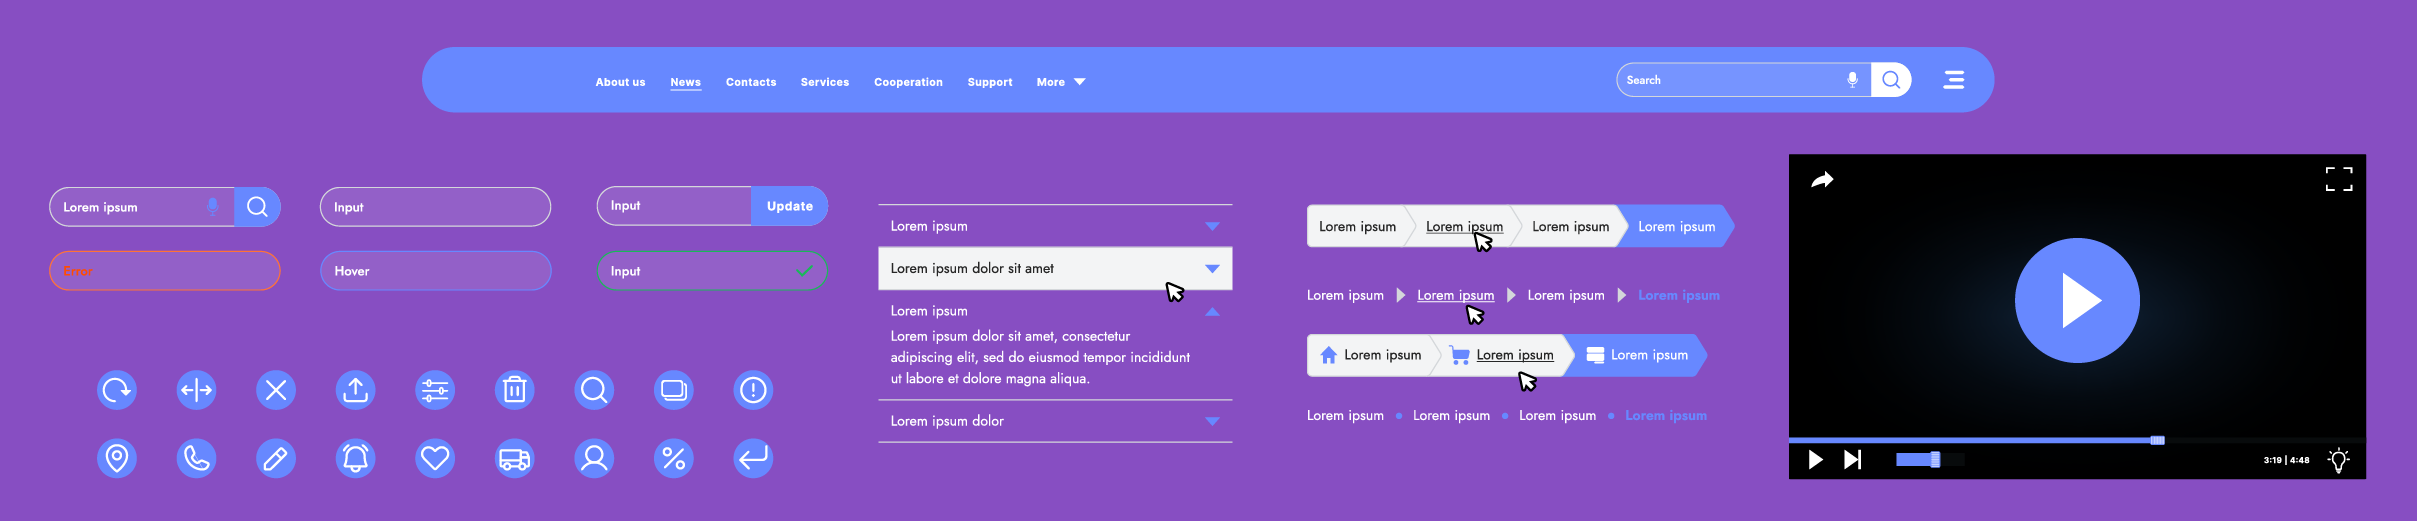 About us News Contacts Services Cooperation Support More
Search
Lorem ipsum
Input
Input Update
Error
Hover
Input
Lorem ipsum
Lorem ipsum dolor sit amet
Lorem ipsum
Lorem ipsum dolor sit amet, consectetur
adipiscing elit, sed do eiusmod tempor incididunt
ut labore et dolore magna aliqua.
Lorem ipsum dolor
Lorem ipsum Lorem ipsum Lorem ipsum Lorem ipsum
Lorem ipsum Lorem ipsum Lorem ipsum Lorem ipsum
Lorem ipsum Lorem ipsum Lorem ipsum
Lorem ipsum Lorem ipsum Lorem ipsum Lorem ipsum
3:19 | 4:48